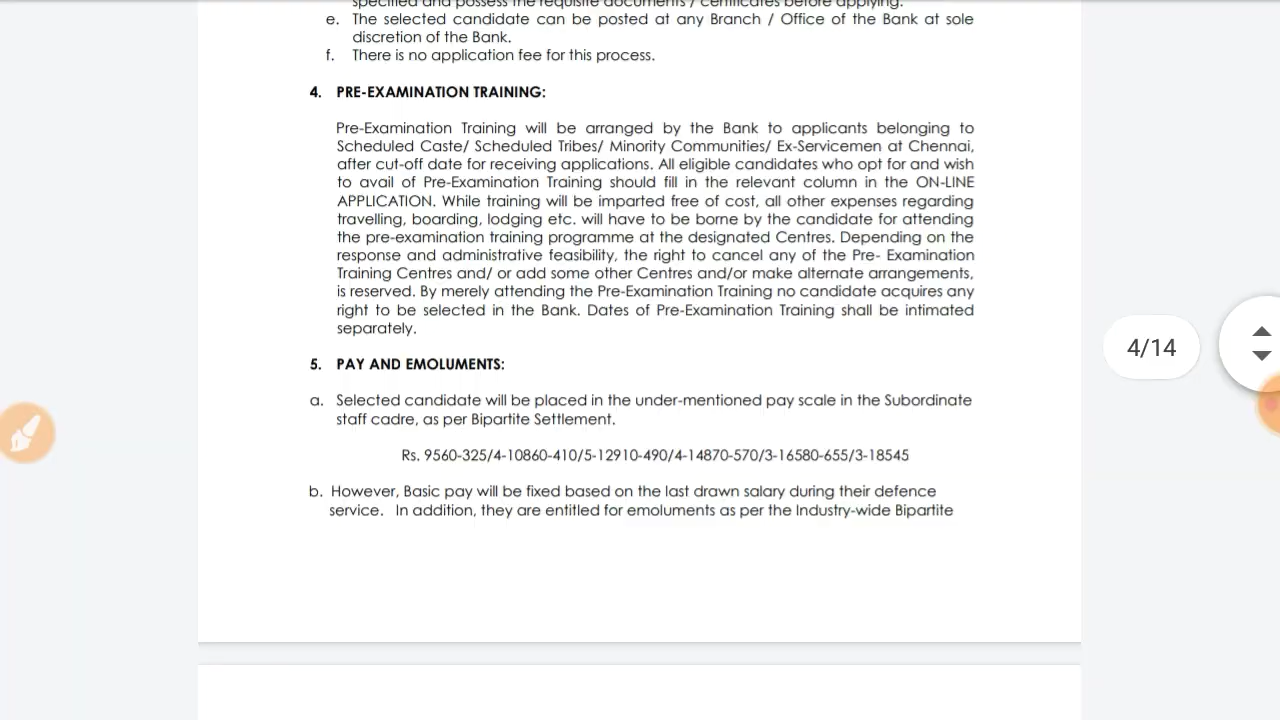 specified and possess the requisite documents / certificates before applying.
e. The selected candidate can be posted at any Branch / Office of the Bank at sole
discretion of the Bank.
f. There is no application fee for this process.
4. PRE-EXAMINATION TRAINING:
Pre-Examination Training will be arranged by the Bank to applicants belonging to
Scheduled Caste/ Scheduled Tribes/ Minority Communities/ Ex-Servicemen at Chennai,
after cut-off date for receiving applications. All eligible candidates who opt for and wish
to avail of Pre-Examination Training should fill in the relevant column in the ON-LINE
APPLICATION. While training will be imparted free of cost, all other expenses regarding
travelling, boarding, lodging etc. will have to be borne by the candidate for attending
the pre-examination training programme at the designated Centres. Depending on the
response and administrative feasibility, the right to cancel any of the Pre- Examination
Training Centres and/ or add some other Centres and/or make alternate arrangements,
is reserved. By merely attending the Pre-Examination Training no candidate acquires any
right to be selected in the Bank. Dates of Pre-Examination Training shall be intimated
separately.
4/14
5. PAY AND EMOLUMENTS:
a. Selected candidate will be placed in the under-mentioned pay scale in the Subordinate
staff cadre, as per Bipartite Settlement.
Rs. 9560-325/4-10860-410/5-12910-490/4-14870-570/3-16580-655/3-18545
b. However, Basic pay will be fixed based on the last drawn salary during their defence
service. In addition, they are entitled for emoluments as per the Industry-wide Bipartite